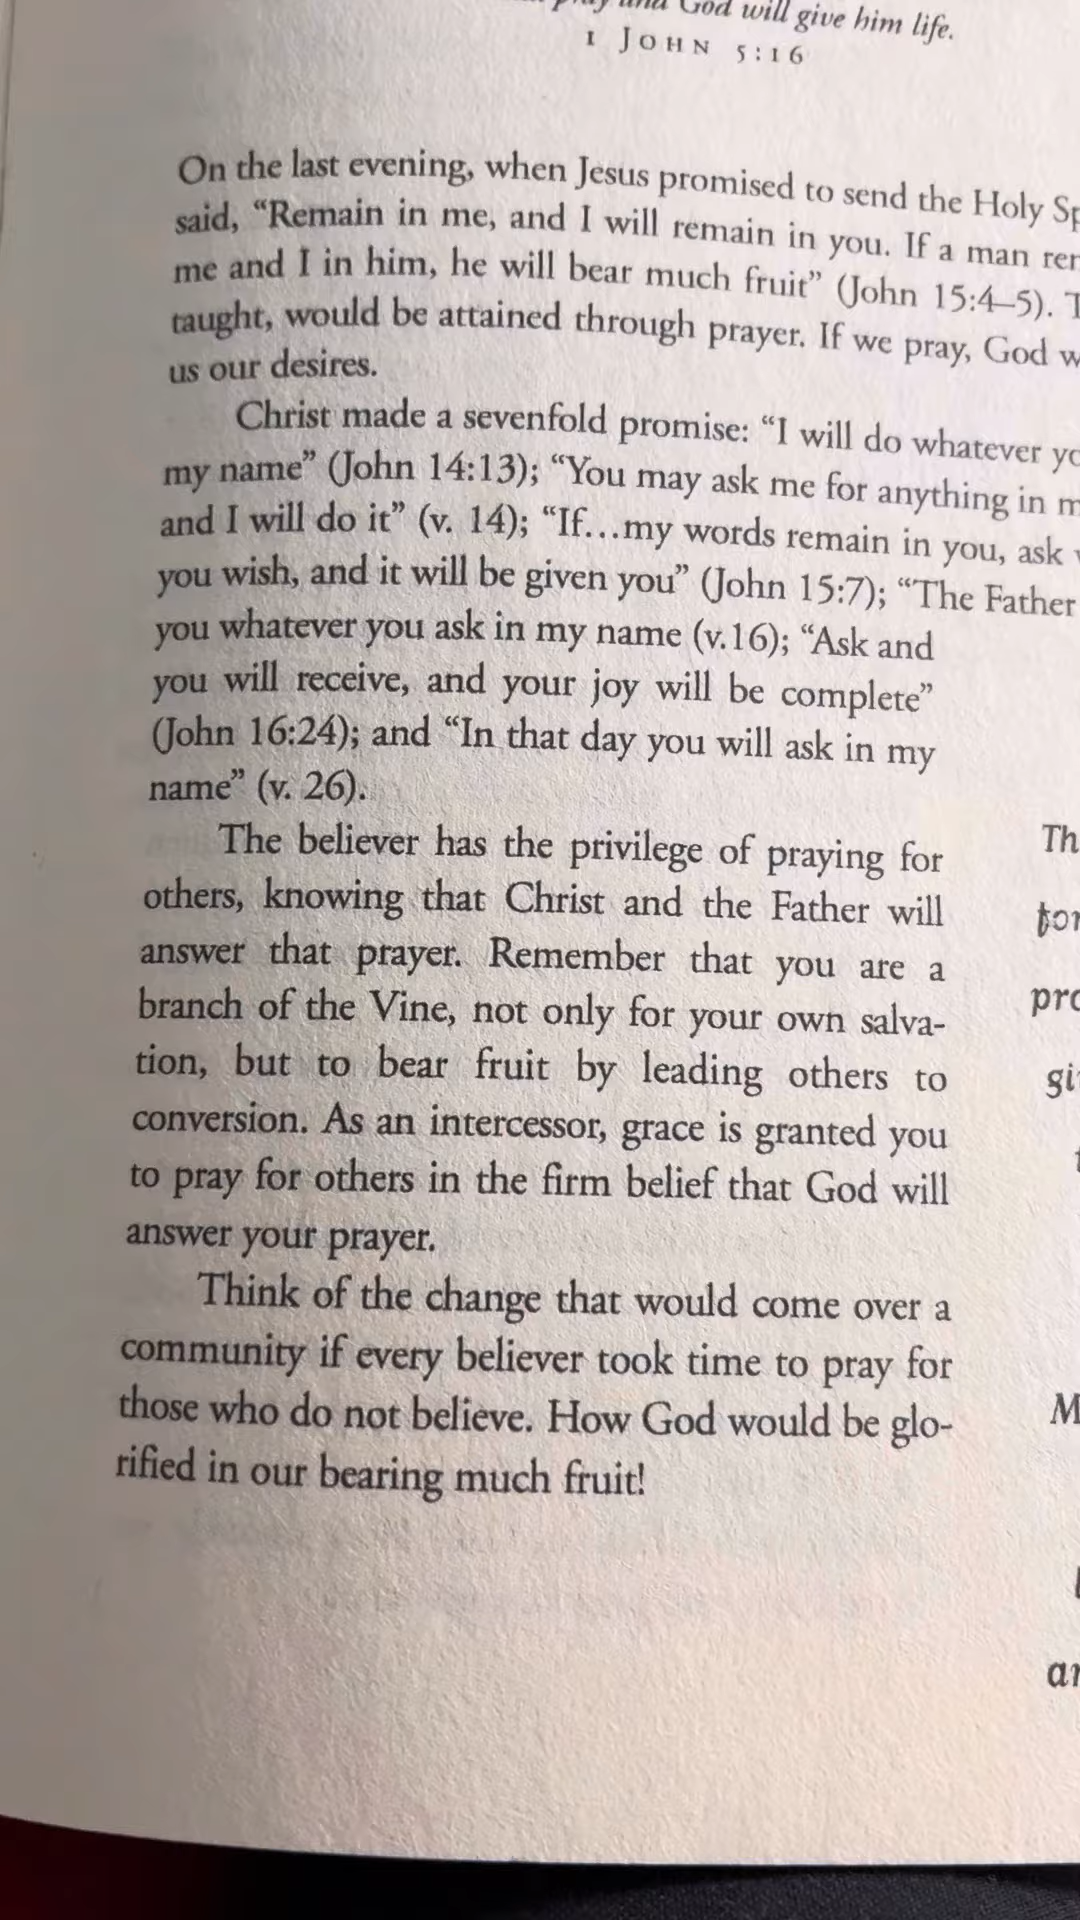 and God will give him life.
1 JOHN 5:16
On the last evening, when Jesus promised to send the Holy
said, “Remain in me, and I will remain in you. If a man
me and I in him, he will bear much fruit” (John 15:4–5).
taught, would be attained through prayer. If we pray, God
us our desires.
Christ made a sevenfold promise: “I will do whatever
my name” (John 14:13); “You may ask me for anything in
and I will do it” (v. 14); “If…my words remain in you, ask
you wish, and it will be given you” (John 15:7); “The Father
you whatever you ask in my name (v.16); “Ask and
you will receive, and your joy will be complete”
(John 16:24); and “In that day you will ask in my
name” (v. 26).
The believer has the privilege of praying for
others, knowing that Christ and the Father will
answer that prayer. Remember that you are a
branch of the Vine, not only for your own salva-
tion, but to bear fruit by leading others to
conversion. As an intercessor, grace is granted you
to pray for others in the firm belief that God will
answer your prayer.
Think of the change that would come over a
community if every believer took time to pray for
those who do not believe. How God would be glo-
rified in our bearing much fruit!